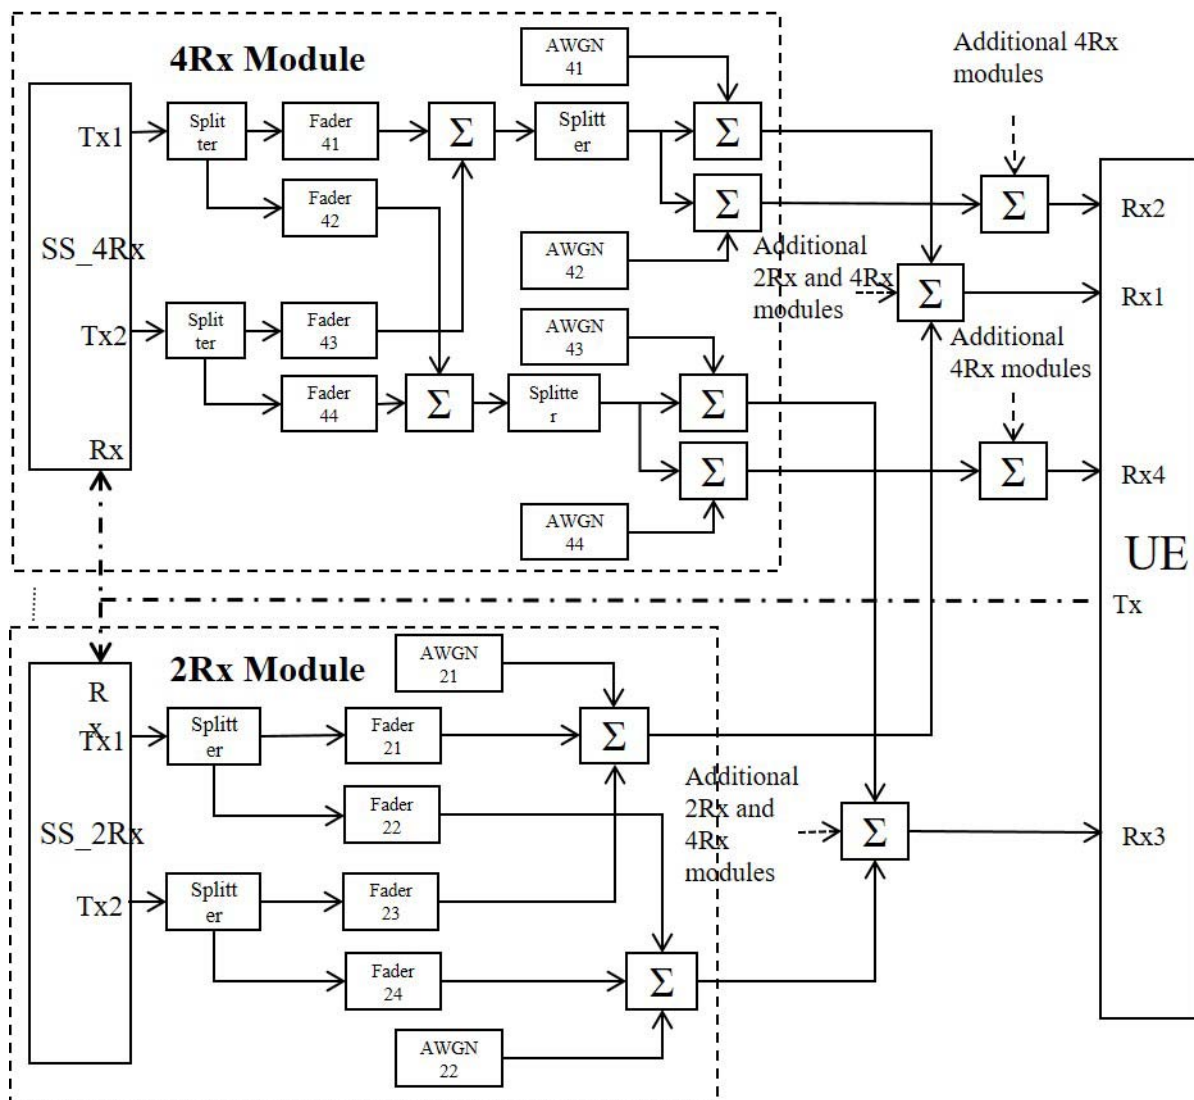 4Rx Module
AWGN
41
Additional 4Rx
modules
Tx1
Split
ter
Fader
41
Σ
Splitt
er
Σ
Fader
42
Σ
Σ
Rx2
SS_4Rx
AWGN
42
Additional
2Rx and 4Rx
modules
Σ
Rx1
Tx2
Split
ter
Fader
43
AWGN
43
Additional
4Rx modules
Fader
44
Σ
Splitte
r
Σ
Rx
Σ
Σ
Rx4
AWGN
44
UE
Tx
2Rx Module
AWGN
21
R
x
Tx1
Splitt
er
Fader
21
Σ
Additional
2Rx and
4Rx
modules
Fader
22
SS_2Rx
Σ
Rx3
Tx2
Splitt
er
Fader
23
Fader
24
Σ
AWGN
22